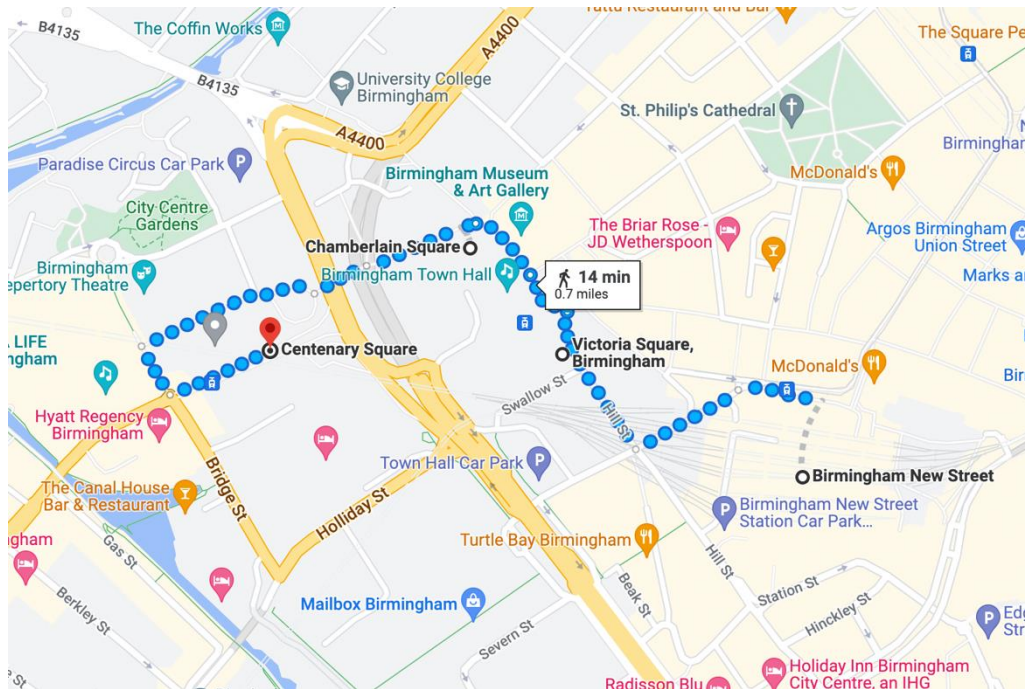 B4135
The Coffin Works
Tattu Restaurant and Bar
The Square Pe
A4400
B4135
University College
Birmingham
A4400
St. Philip's Cathedral
Birmingham
Paradise Circus Car Park
Birmingham Museum
& Art Gallery
McDonald's
City Centre
Gardens
The Briar Rose -
JD Wetherspoon
Argos Birmingham
Union Street
Chamberlain Square
Birmingham
epertory Theatre
Birmingham Town Hall
14 min
0.7 miles
Marks a
A LIFE
ngham
Centenary Square
Victoria Square,
Birmingham
McDonald's
Swallow St
Hyatt Regency
Birmingham
Hill St
Bridge St
Town Hall Car Park
Birmingham New Street
The Canal House
Bar & Restaurant
Holliday St
Birmingham New Street
Station Car Park...
ngham
Gas St
Turtle Bay Birmingham
Hill St
Beak St
Station St
Mailbox Birmingham
Berkley St
Hinckley St
Severn St
Radisson Blu
Holiday Inn Birmingham
City Centre, an IHG